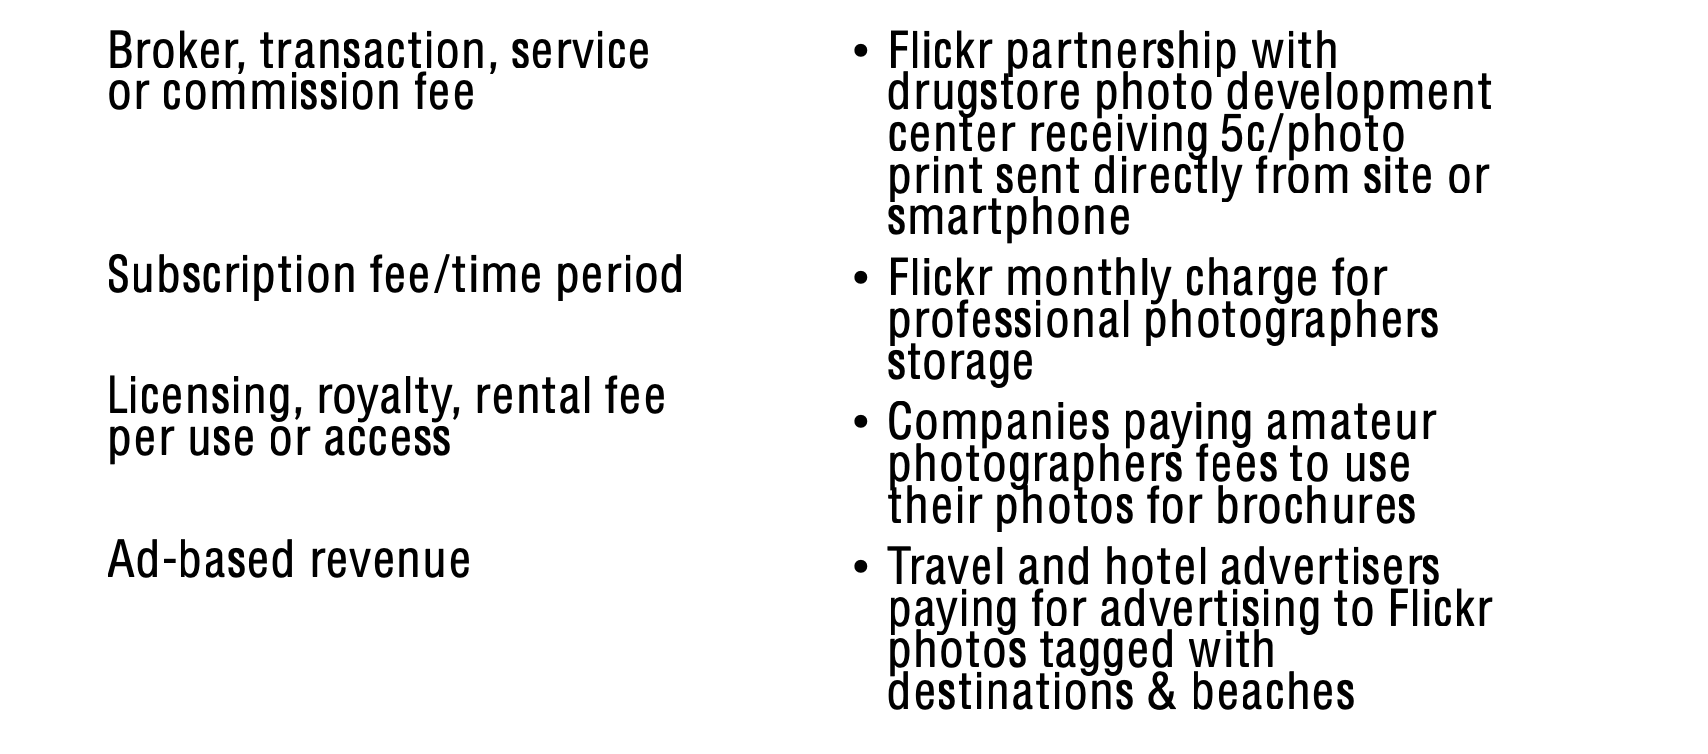 Broker, transaction, service
or commission fee
• Flickr partnership with
drugstore photo development
center receiving 5c/photo
print sent directly from site or
smartphone
Subscription fee/time period
• Flickr monthly charge for
professional photographers
storage
Licensing, royalty, rental fee
per use or access
• Companies paying amateur
photographers fees to use
their photos for brochures
Ad-based revenue
• Travel and hotel advertisers
paying for advertising to Flickr
photos tagged with
destinations & beaches